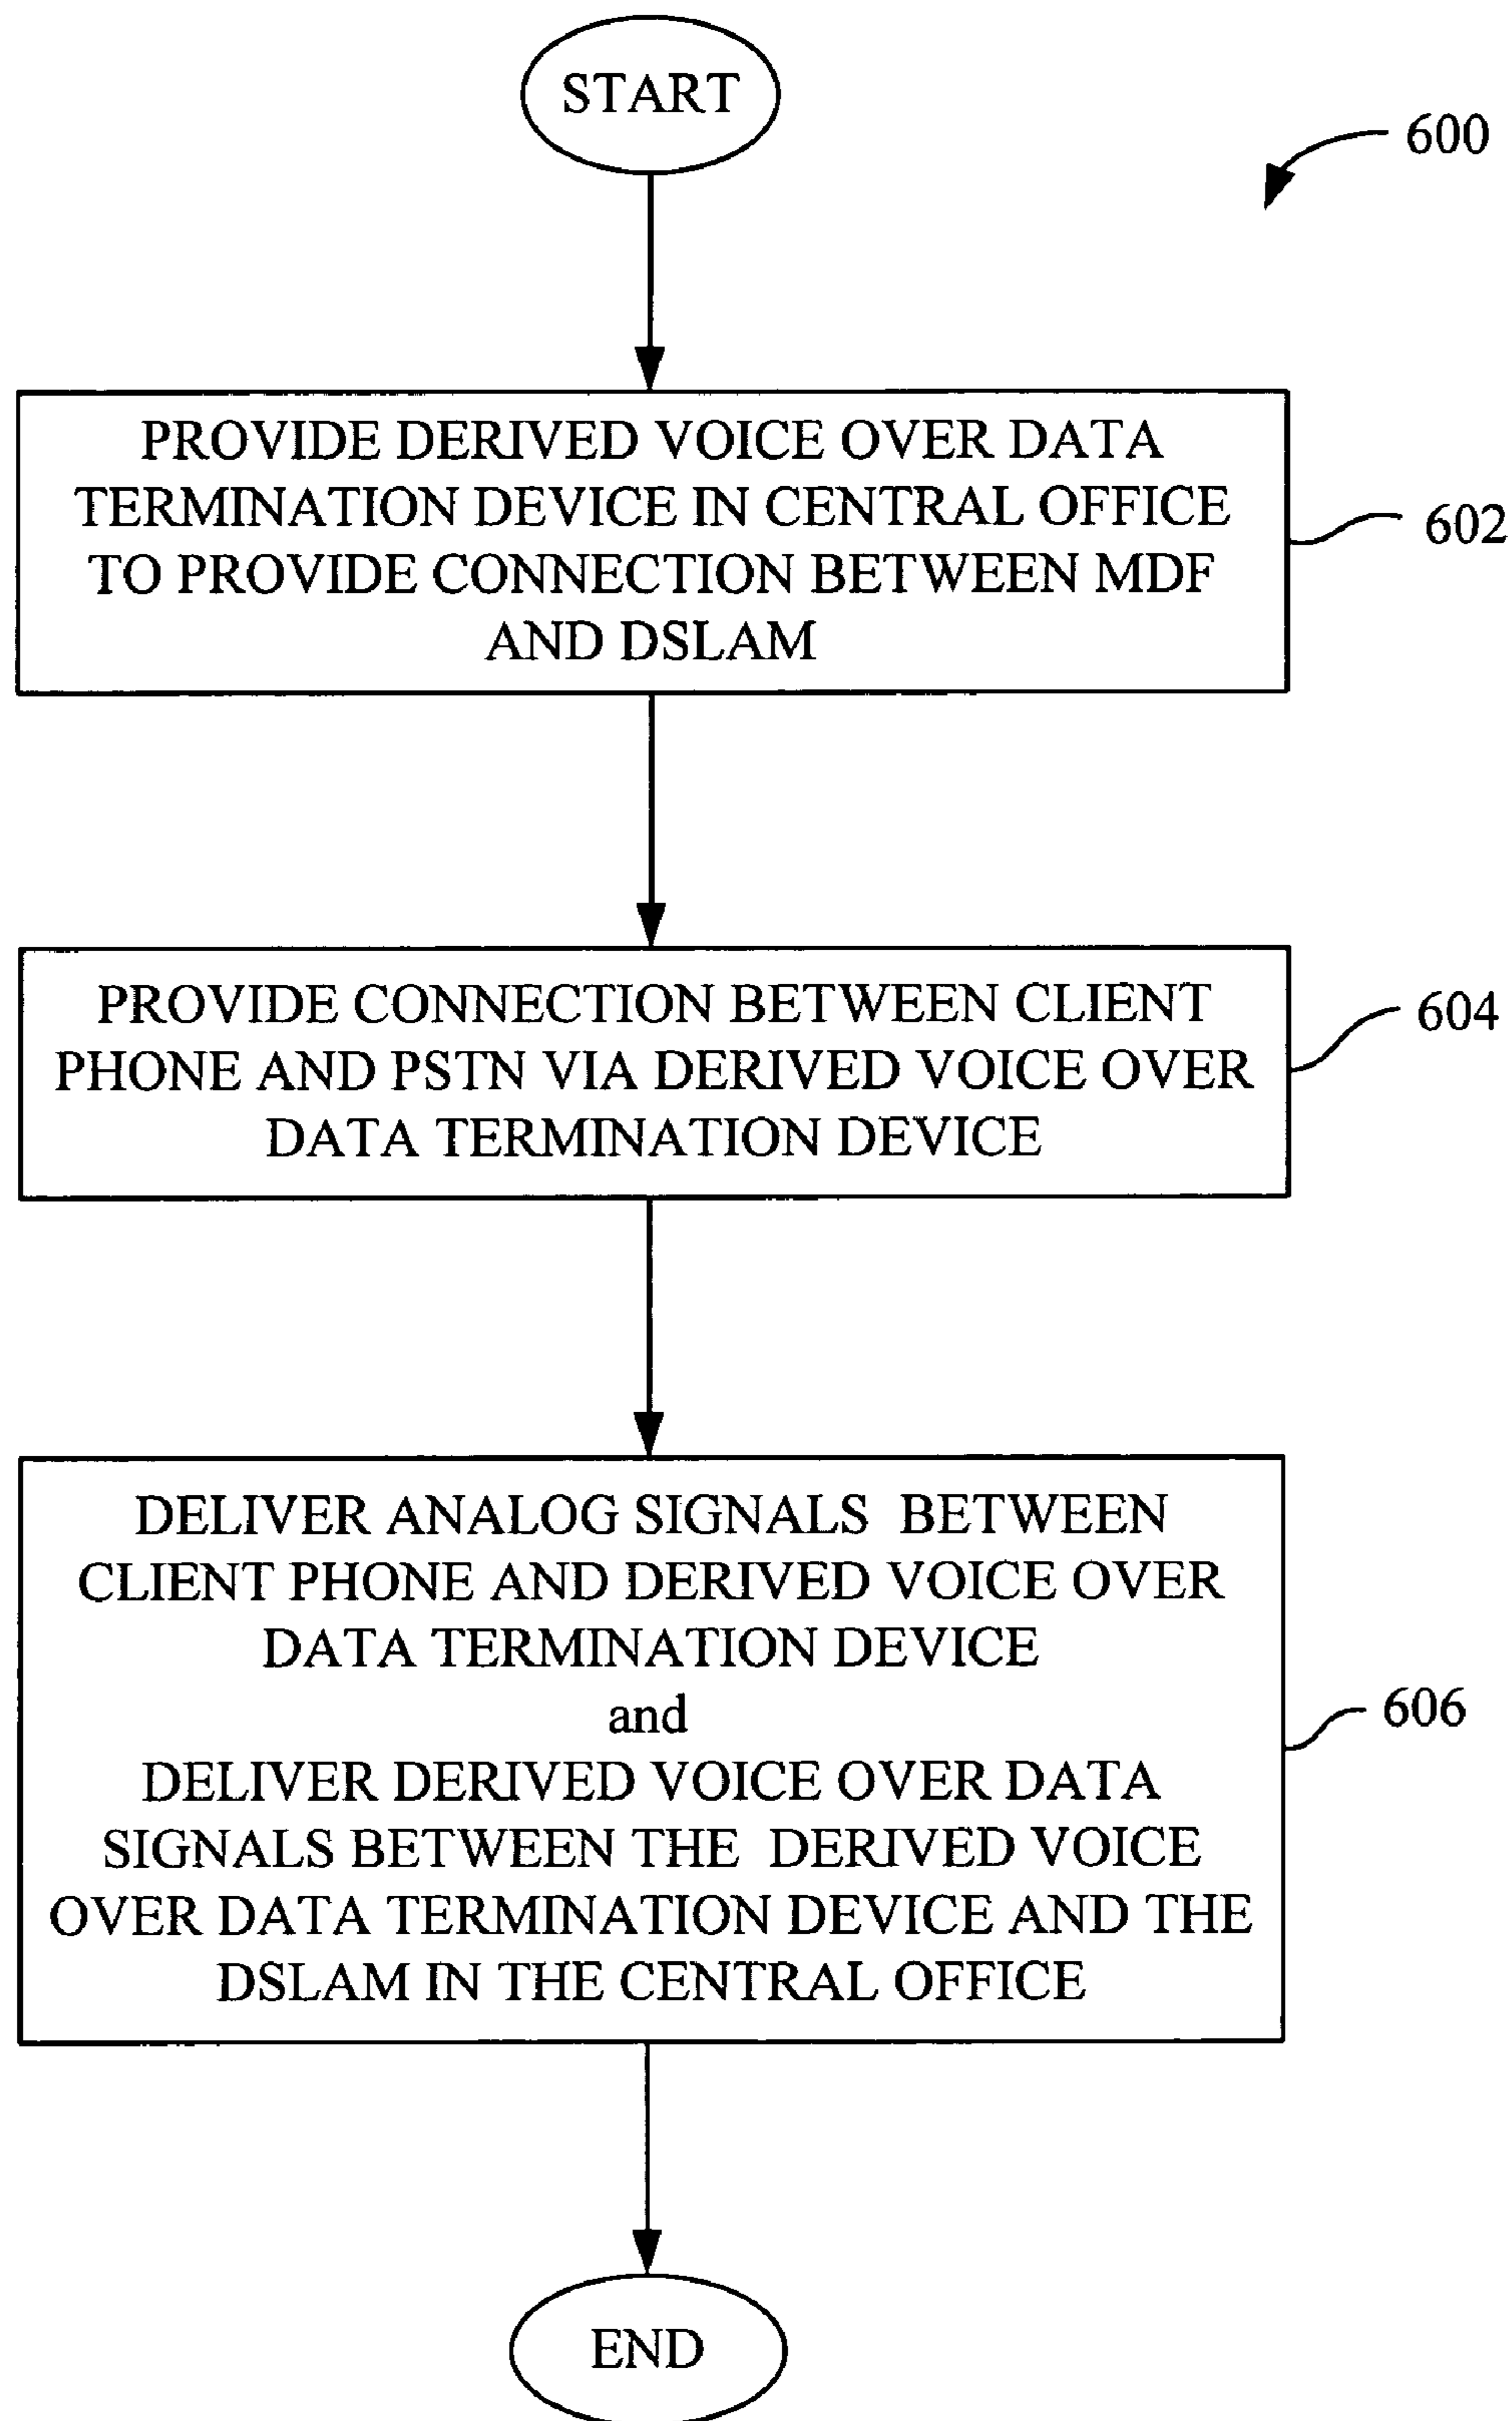 START
600
PROVIDE DERIVED VOICE OVER DATA
TERMINATION DEVICE IN CENTRAL OFFICE
TO PROVIDE CONNECTION BETWEEN MDF
AND DSLAM
602
PROVIDE CONNECTION BETWEEN CLIENT
PHONE AND PSTN VIA DERIVED VOICE OVER
DATA TERMINATION DEVICE
604
DELIVER ANALOG SIGNALS BETWEEN
CLIENT PHONE AND DERIVED VOICE OVER
DATA TERMINATION DEVICE
and
DELIVER DERIVED VOICE OVER DATA
SIGNALS BETWEEN THE DERIVED VOICE
OVER DATA TERMINATION DEVICE AND THE
DSLAM IN THE CENTRAL OFFICE
606
END